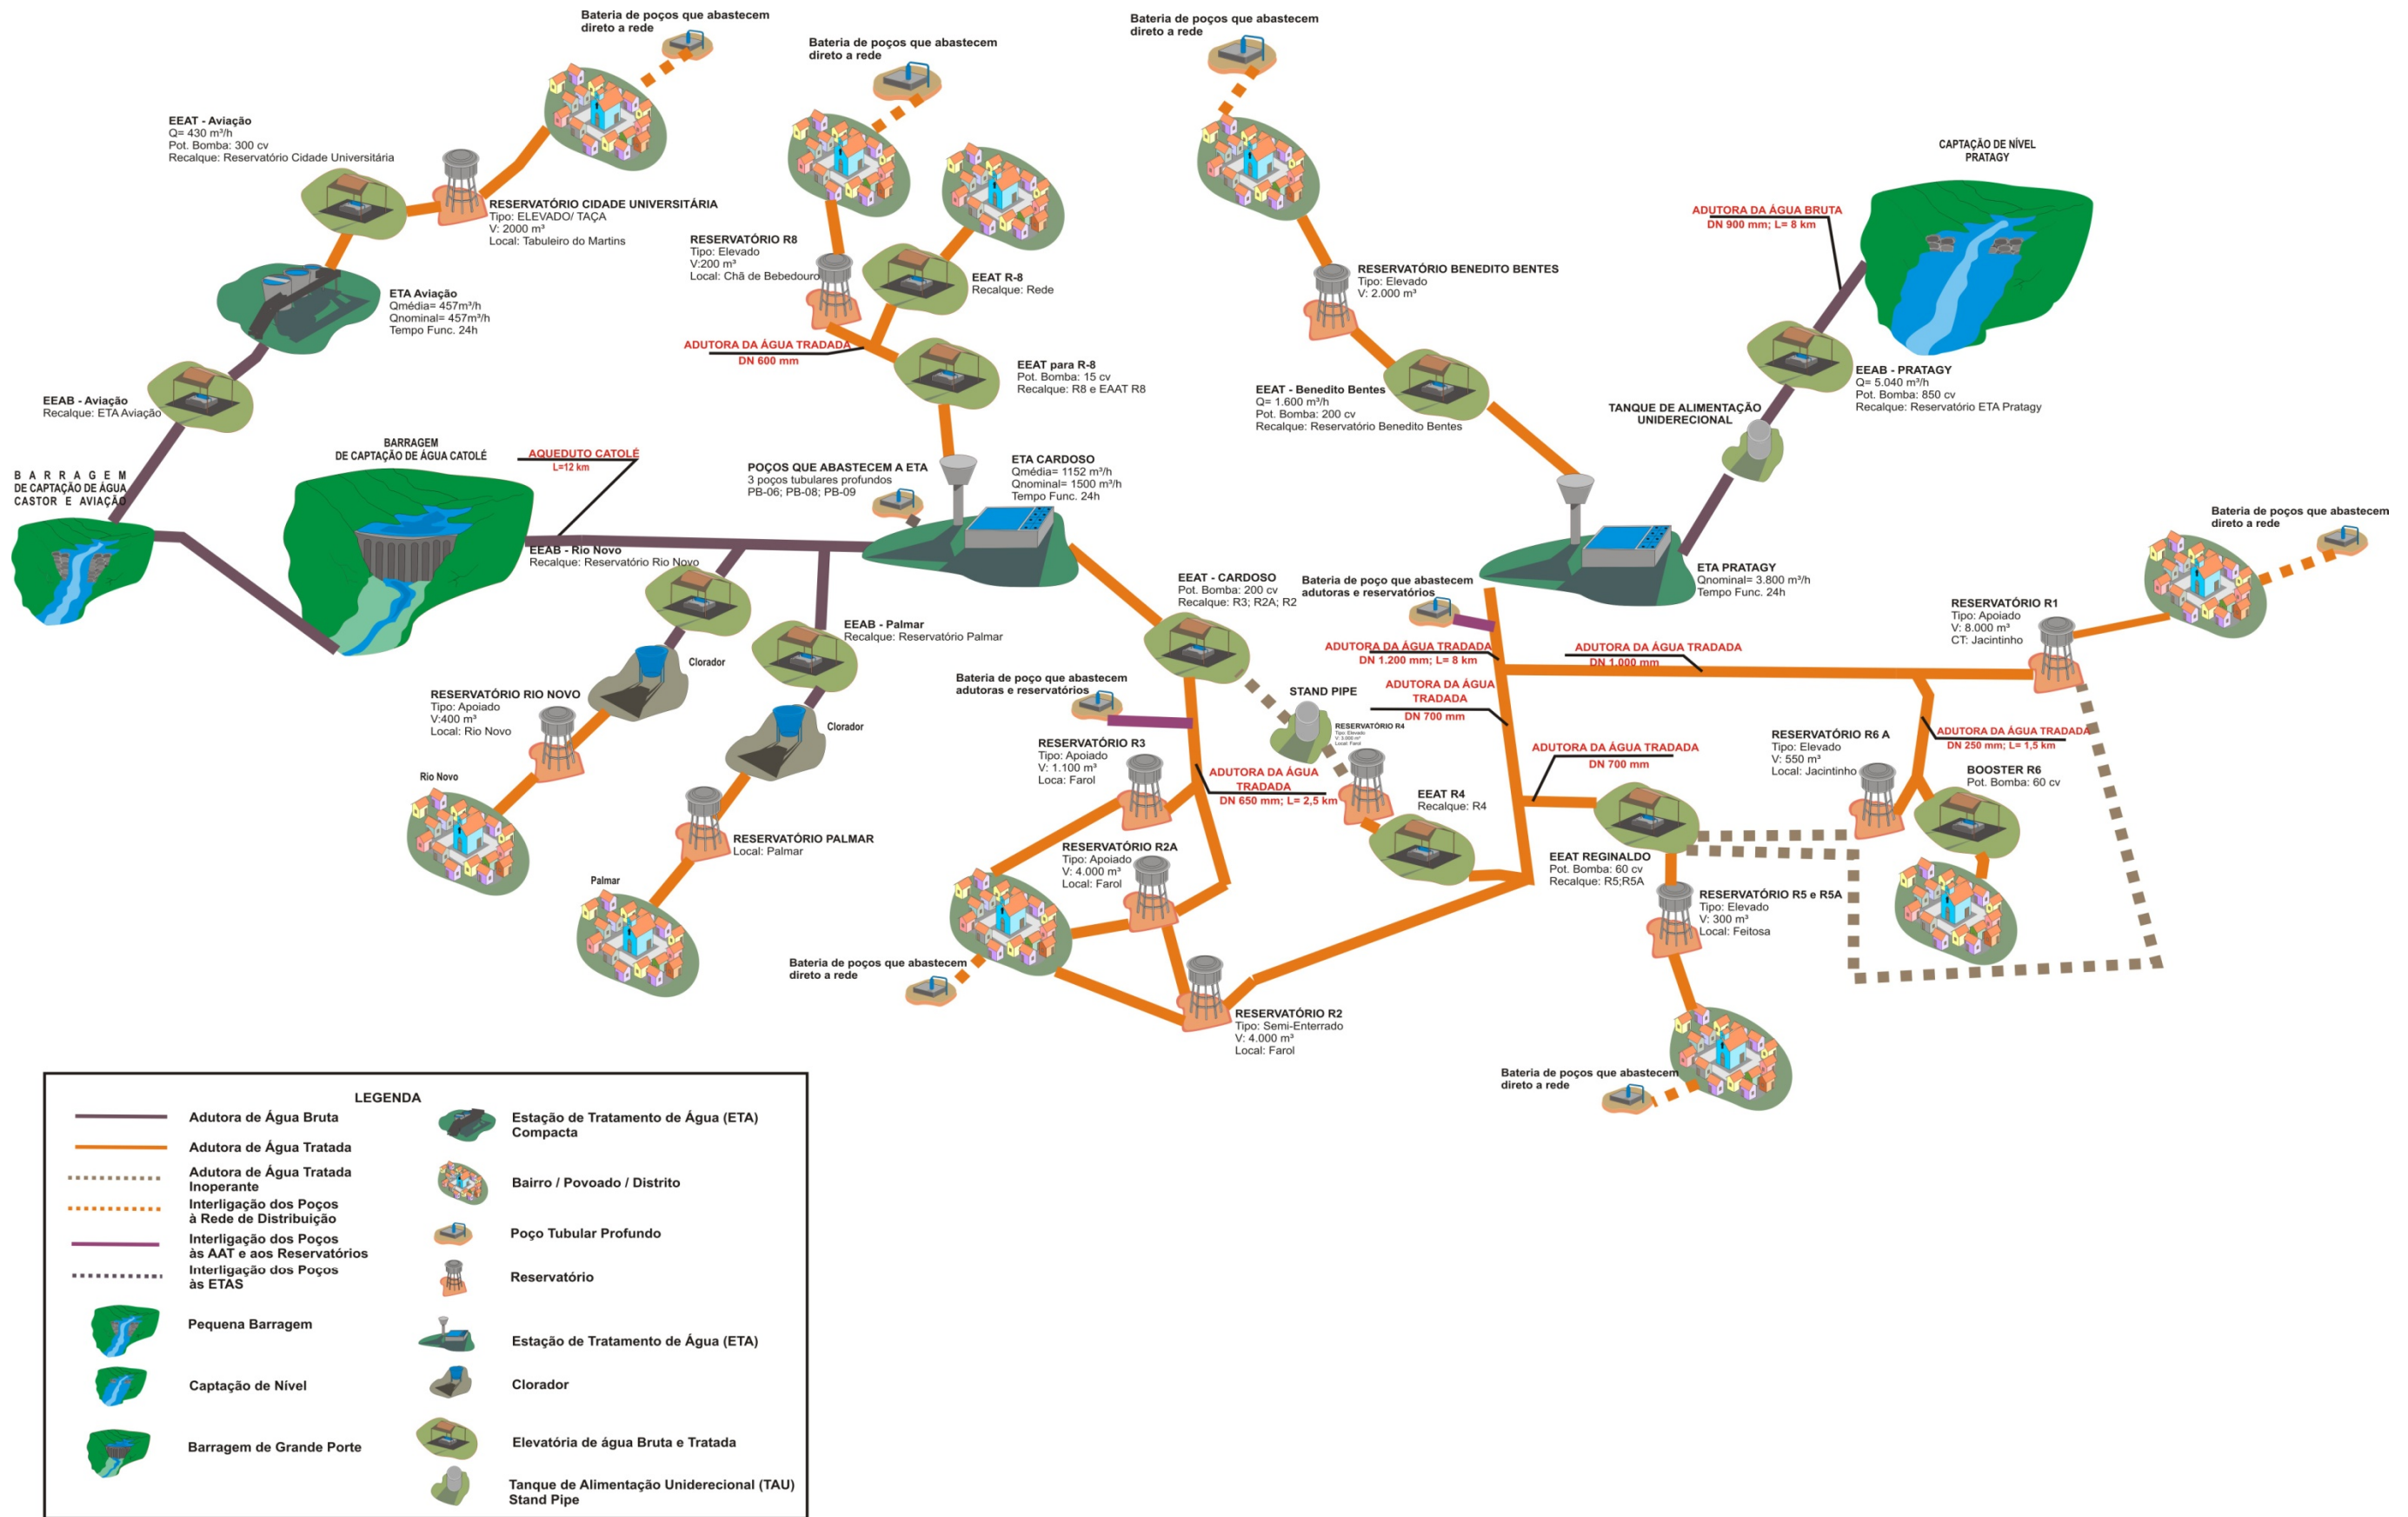 Bateria de poços que abastecem
direto a rede
Bateria de poços que abastecem
direto a rede
Bateria de poços que abastecem
direto a rede
EEAT - Aviação
Q= 430 m³/h
Pot. Bomba: 300 cv
Recalque: Reservatório Cidade Universitária
RESERVATÓRIO CIDADE UNIVERSITÁRIA
Tipo: ELEVADO/ TAÇA
V: 2000 m³
Local: Tabuleiro do Martins
ETA Aviação
Qmédia= 457m³/h
Qnominal= 457m³/h
Tempo Func. 24h
EEAB - Aviação
Recalque: ETA Aviação
B A R R A G E M
DE CAPTAÇÃO DE ÁGUA
CASTOR E AVIAÇÃO
BARRAGEM
DE CAPTAÇÃO DE ÁGUA CATOLÉ
AQUEDUTO CATOLÉ
L=12 km
RESERVATÓRIO R8
Tipo: Elevado
V:200 m³
Local: Chã de Bebedouro
EEAT R-8
Recalque: Rede
ADUTORA DA ÁGUA TRADADA
DN 600 mm
EEAT para R-8
Pot. Bomba: 15 cv
Recalque: R8 e EAAT R8
POÇOS QUE ABASTECEM A ETA
3 poços tubulares profundos
PB-06; PB-08; PB-09
ETA CARDOSO
Qmédia= 1152 m³/h
Qnominal= 1500 m³/h
Tempo Func. 24h
RESERVATÓRIO BENEDITO BENTES
Tipo: Elevado
V: 2.000 m³
EEAT - Benedito Bentes
Q= 1.600 m³/h
Pot. Bomba: 200 cv
Recalque: Reservatório Benedito Bentes
CAPTAÇÃO DE NÍVEL
PRATAGY
ADUTORA DA ÁGUA BRUTA
DN 900 mm; L= 8 km
EEAB - PRATAGY
Q= 5.040 m³/h
Pot. Bomba: 850 cv
Recalque: Reservatório ETA Pratagy
TANQUE DE ALIMENTAÇÃO
UNIDERECIONAL
ETA PRATAGY
Qnominal= 3.800 m³/h
Tempo Func. 24h
Bateria de poços que abastecem
direto a rede
EEAB - Rio Novo
Recalque: Reservatório Rio Novo
EEAB - Palmar
Recalque: Reservatório Palmar
Clorador
Clorador
RESERVATÓRIO RIO NOVO
Tipo: Apoiado
V:400 m³
Local: Rio Novo
Rio Novo
RESERVATÓRIO PALMAR
Local: Palmar
Palmar
EEAT - CARDOSO
Pot. Bomba: 200 cv
Recalque: R3; R2A; R2
Bateria de poço que abastecem
adutoras e reservatórios
Bateria de poço que abastecem
adutoras e reservatórios
ADUTORA DA ÁGUA TRADADA
DN 1.200 mm; L= 8 km
ADUTORA DA ÁGUA TRADADA
DN 1.000 mm
RESERVATÓRIO R1
Tipo: Apoiado
V: 8.000 m³
CT: Jacintinho
STAND PIPE
RESERVATÓRIO R4
Tipo: Elevado
V: 3.000 m³
Local: Farol
ADUTORA DA ÁGUA
TRADADA
DN 700 mm
RESERVATÓRIO R3
Tipo: Apoiado
V: 1.100 m³
Loca: Farol
ADUTORA DA ÁGUA
TRADADA
DN 650 mm; L= 2,5 km
EEAT R4
Recalque: R4
ADUTORA DA ÁGUA TRADADA
DN 700 mm
RESERVATÓRIO R6 A
Tipo: Elevado
V: 550 m³
Local: Jacintinho
ADUTORA DA ÁGUA TRADADA
DN 250 mm; L= 1,5 km
BOOSTER R6
Pot. Bomba: 60 cv
RESERVATÓRIO R2A
Tipo: Apoiado
V: 4.000 m³
Local: Farol
EEAT REGINALDO
Pot. Bomba: 60 cv
Recalque: R5;R5A
RESERVATÓRIO R5 e R5A
Tipo: Elevado
V: 300 m³
Local: Feitosa
Bateria de poços que abastecem
direto a rede
RESERVATÓRIO R2
Tipo: Semi-Enterrado
V: 4.000 m³
Local: Farol
Bateria de poços que abastecem
direto a rede
LEGENDA
Adutora de Água Bruta
Adutora de Água Tratada
Adutora de Água Tratada
Inoperante
Interligação dos Poços
à Rede de Distribuição
Interligação dos Poços
às AAT e aos Reservatórios
Interligação dos Poços
às ETAS
Pequena Barragem
Captação de Nível
Barragem de Grande Porte
Estação de Tratamento de Água (ETA)
Compacta
Bairro / Povoado / Distrito
Poço Tubular Profundo
Reservatório
Estação de Tratamento de Água (ETA)
Clorador
Elevatória de água Bruta e Tratada
Tanque de Alimentação Uniderecional (TAU)
Stand Pipe